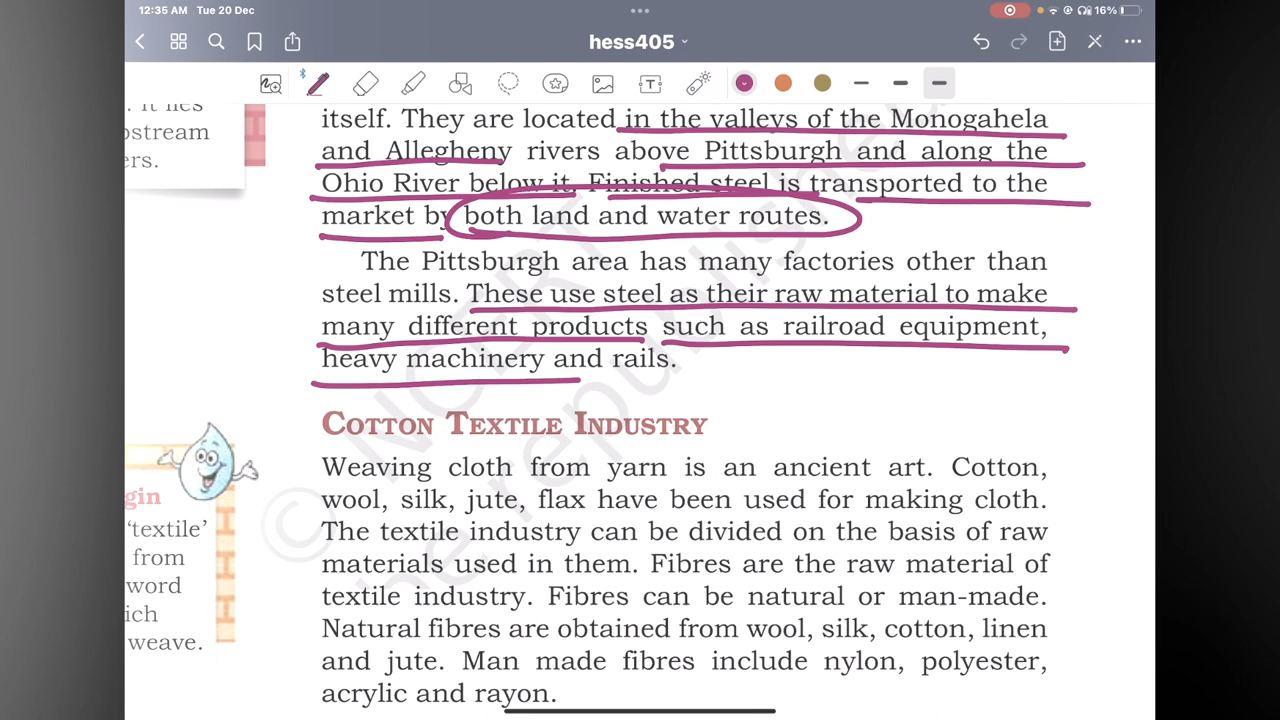 12:35 AM Tue 20 Dec
16%
hess405
. It lies
ostream
ers.
itself. They are located in the valleys of the Monogahela
and Allegheny rivers above Pittsburgh and along the
Ohio River below it. Finished steel is transported to the
market by both land and water routes.
The Pittsburgh area has many factories other than
steel mills. These use steel as their raw material to make
many different products such as railroad equipment,
heavy machinery and rails.
COTTON TEXTILE INDUSTRY
Weaving cloth from yarn is an ancient art. Cotton,
wool, silk, jute, flax have been used for making cloth.
The textile industry can be divided on the basis of raw
materials used in them. Fibres are the raw material of
textile industry. Fibres can be natural or man-made.
Natural fibres are obtained from wool, silk, cotton, linen
and jute. Man made fibres include nylon, polyester,
acrylic and rayon.
gin
'textile'
from
word
ich
weave.
© NCERT
be republished